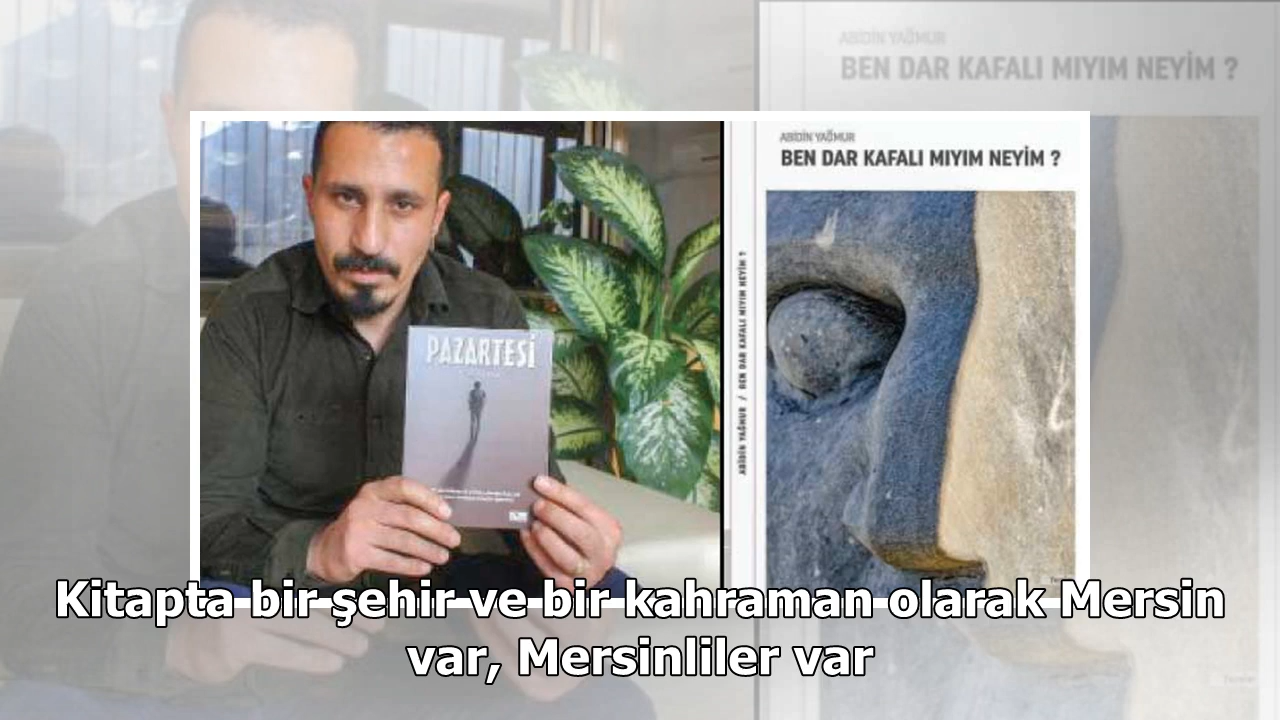 ABİDİN YAĞMUR
BEN DAR KAFALI MIYIM NEYİM ?
ABİDİN YAĞMUR
BEN DAR KAFALI MIYIM NEYİM ?
ABİDİN YAĞMUR / BEN DAR KAFALI MIYIM NEYİM ?
PAZARTESİ
Kitapta bir şehir ve bir kahraman olarak Mersin
var, Mersinliler var